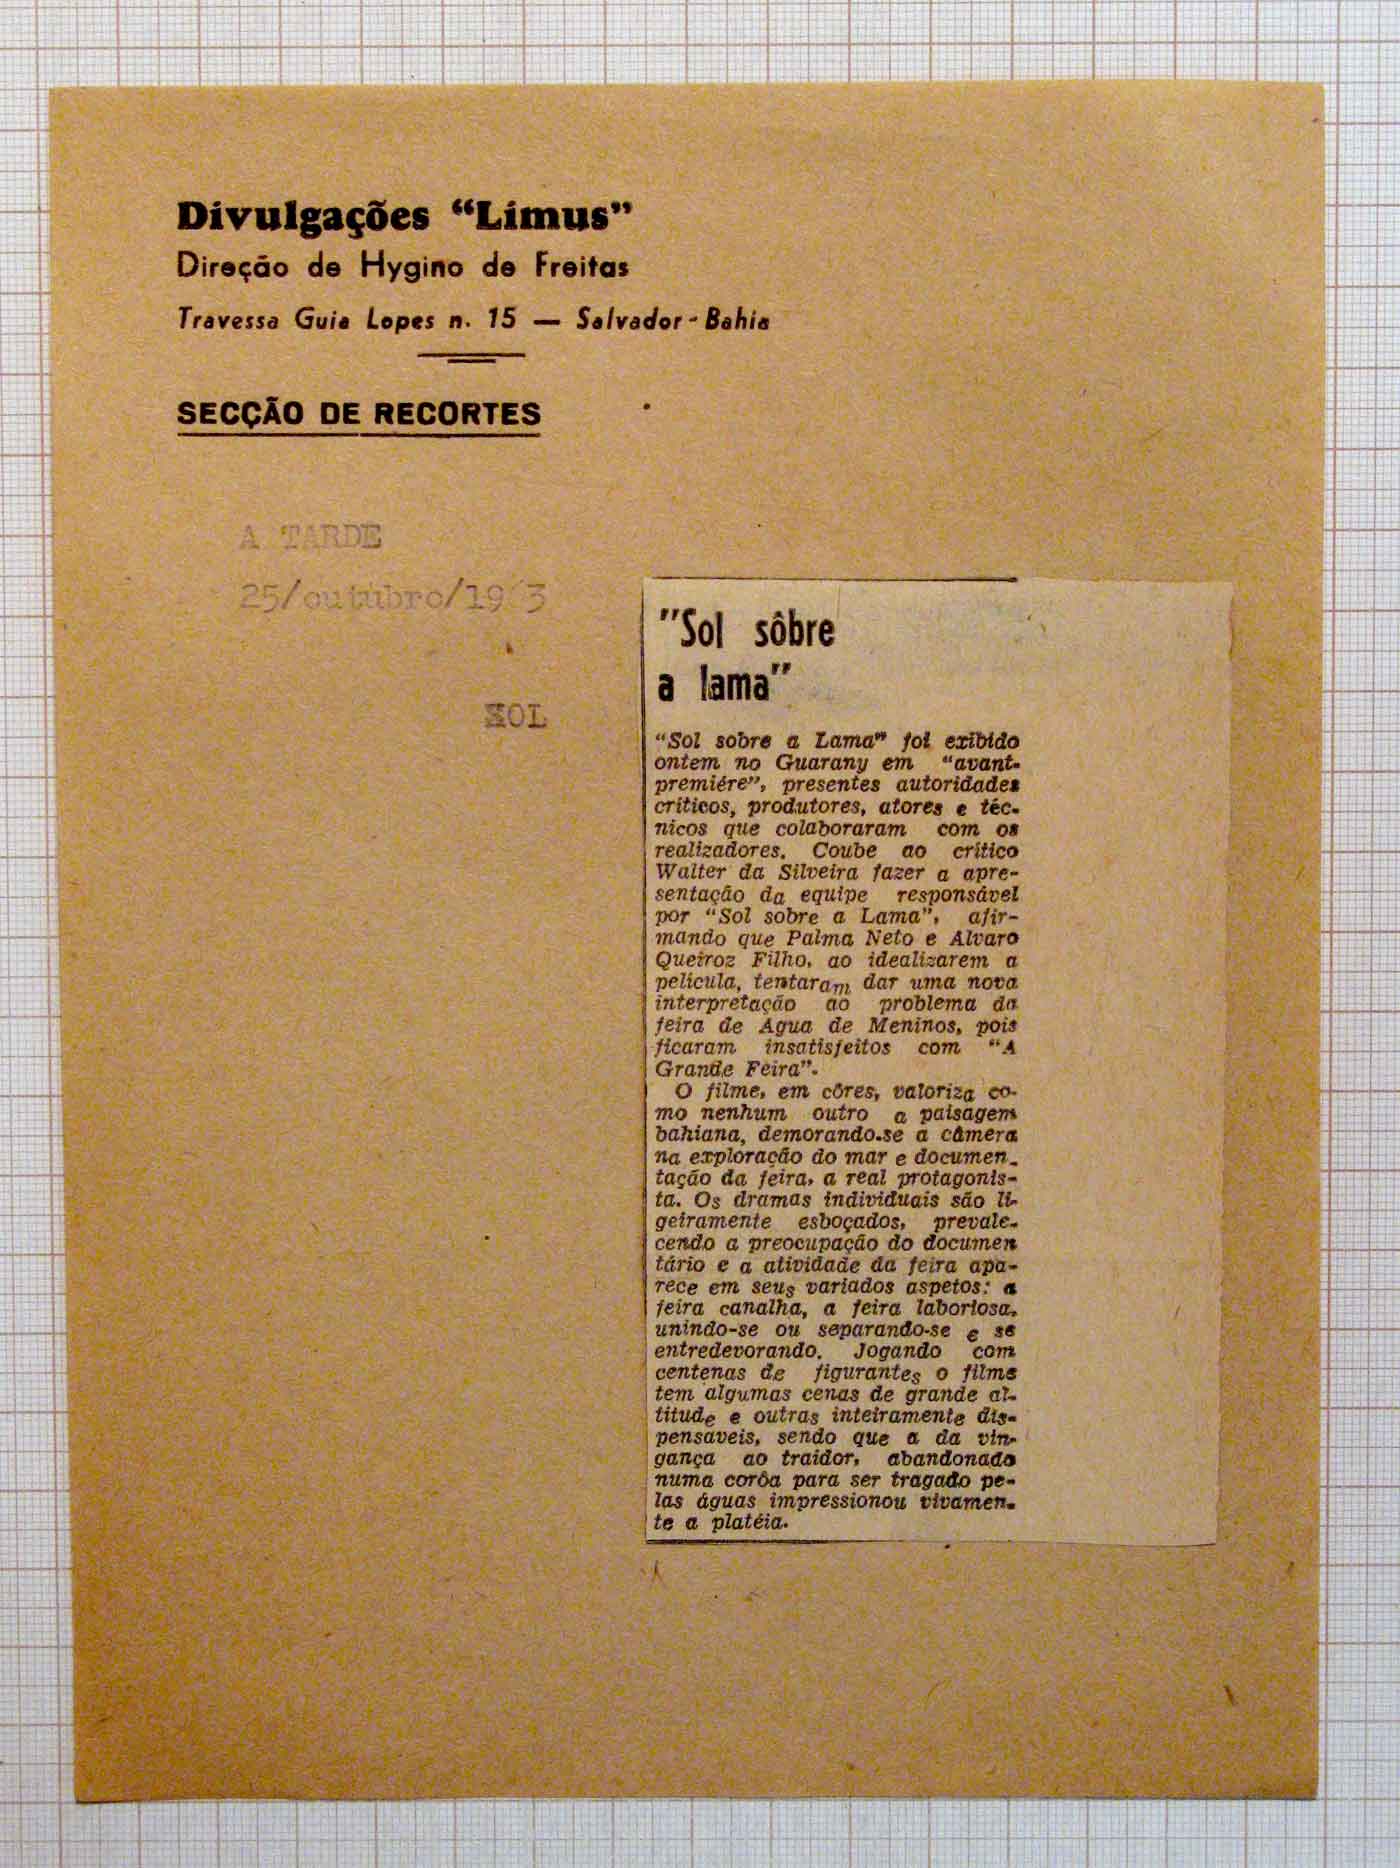 Divulgações “Limus”
Direção de Hygino de Freitas
Travessa Guia Lopes n. 15 — Salvador-Bahia
SECÇÃO DE RECORTES
A TARDE
25/outubro/19 3
SOL
"Sol sôbre
a lama"
“Sol sobre a Lama” foi exibido
ontem no Guarany em “avant-
premiére”, presentes autoridades
críticos, produtores, atores e téc-
nicos que colaboraram com os
realizadores. Coube ao crítico
Walter da Silveira fazer a apre-
sentação da equipe responsável
por “Sol sobre a Lama”, afir-
mando que Palma Neto e Alvaro
Queiroz Filho, ao idealizarem a
película, tentaram dar uma nova
interpretação ao problema da
feira de Agua de Meninos, pois
ficaram insatisfeitos com “A
Grande Feira”.
O filme, em côres, valoriza co-
mo nenhum outro a paisagem
bahiana, demorando-se a câmera
na exploração do mar e documen-
tação da feira, a real protagonis-
ta. Os dramas individuais são li-
geiramente esboçados, prevale-
cendo a preocupação do documen
tário e a atividade da feira apa-
rece em seus variados aspetos: a
feira canalha, a feira laboriosa,
unindo-se ou separando-se e se
entredevorando. Jogando com
centenas de figurantes o filme
tem algumas cenas de grande al-
titude e outras inteiramente dis-
pensaveis, sendo que a da vin-
gança ao traidor, abandonado
numa corôa para ser tragado pe-
las águas impressionou vivamen-
te a platéia.